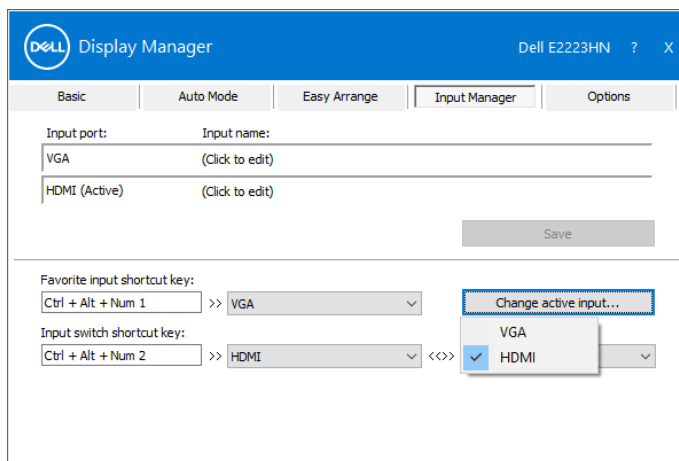 DELL Display Manager Dell E2223HN ? X
Basic Auto Mode Easy Arrange Input Manager Options
Input port: Input name:
VGA (Click to edit)
HDMI (Active) (Click to edit)
Save
Favorite input shortcut key:
Ctrl + Alt + Num 1 >> VGA Change active input...
Input switch shortcut key:
VGA
Ctrl + Alt + Num 2 >> HDMI <<>> HDMI